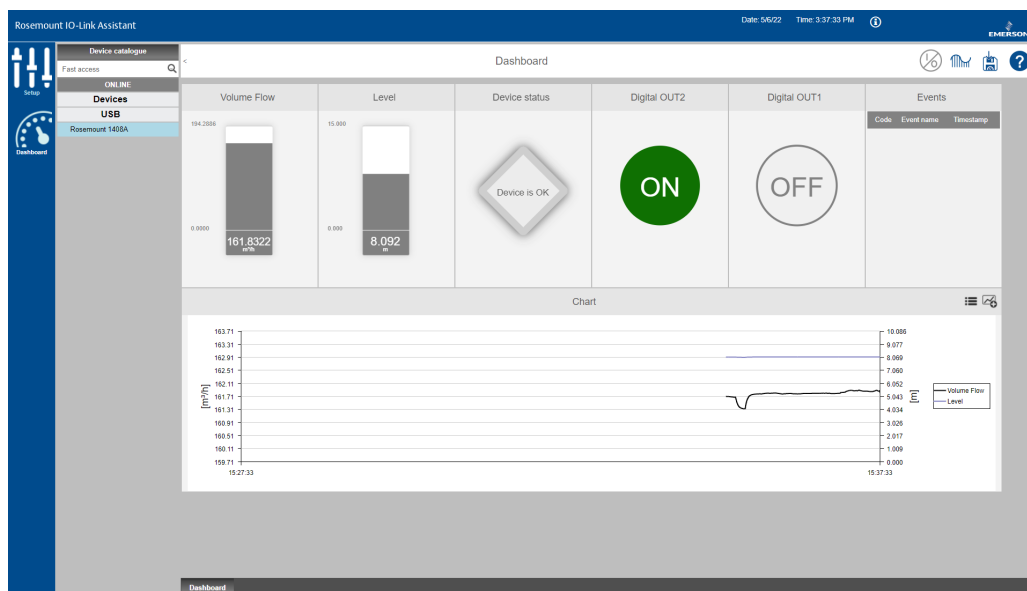 Rosemount IO-Link Assistant
Date: 5/6/22 Time: 3:37:33 PM
EMERSON
Setup
Dashboard
Device catalogue
Fast access
ONLINE
Devices
USB
Rosemount 1408A
<
Dashboard
I/O
?
Volume Flow
194.2886
0.0000
161.8322
m³/h
Level
15.000
0.000
8.092
m
Device status
Device is OK
Digital OUT2
ON
Digital OUT1
OFF
Events
Code Event name Timestamp
Chart
[m³/h]
163.71
163.31
162.91
162.51
162.11
161.71
161.31
160.91
160.51
160.11
159.71
15:27:33
15:37:33
10.086
9.077
8.069
7.060
6.052
5.043
4.034
3.026
2.017
1.009
0.000
[m]
Volume Flow
Level
Dashboard